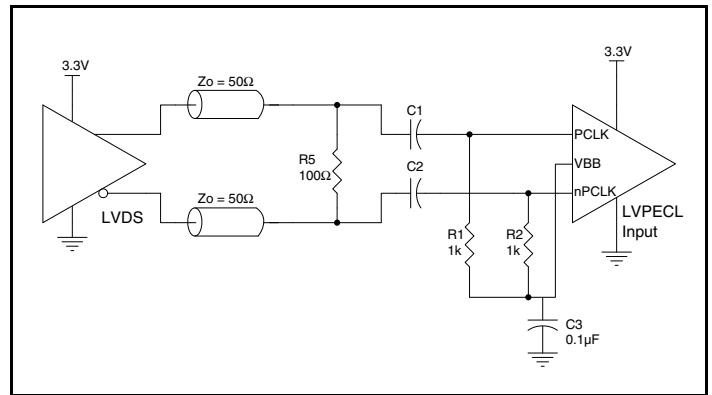 3.3V
Zo = 50Ω
R5
100Ω
Zo = 50Ω
LVDS
C1
C2
R1
1k
R2
1k
C3
0.1µF
3.3V
PCLK
VBB
nPCLK
LVPECL
Input